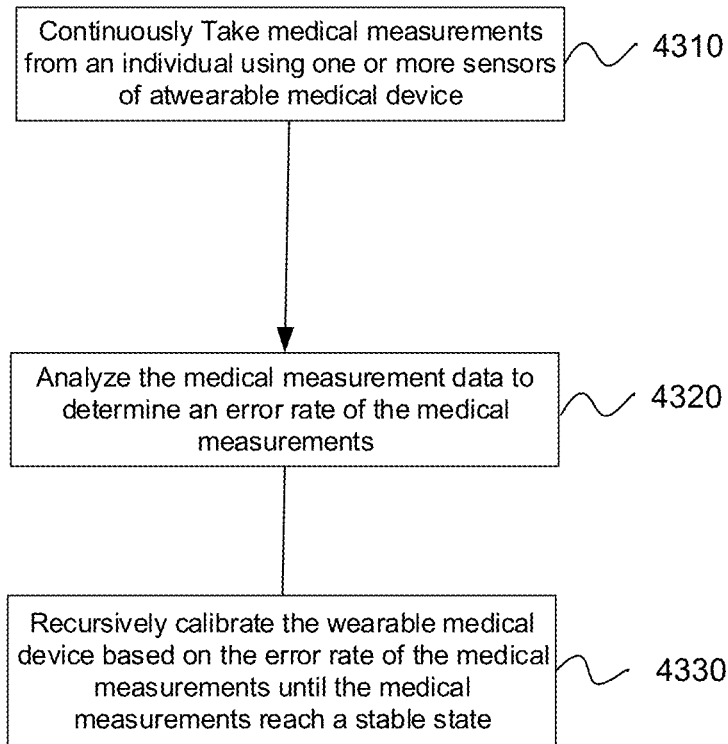 Continuously Take medical measurements
from an individual using one or more sensors
of atwearable medical device
4310
Analyze the medical measurement data to
determine an error rate of the medical
measurements
4320
Recursively calibrate the wearable medical
device based on the error rate of the medical
measurements until the medical
measurements reach a stable state
4330